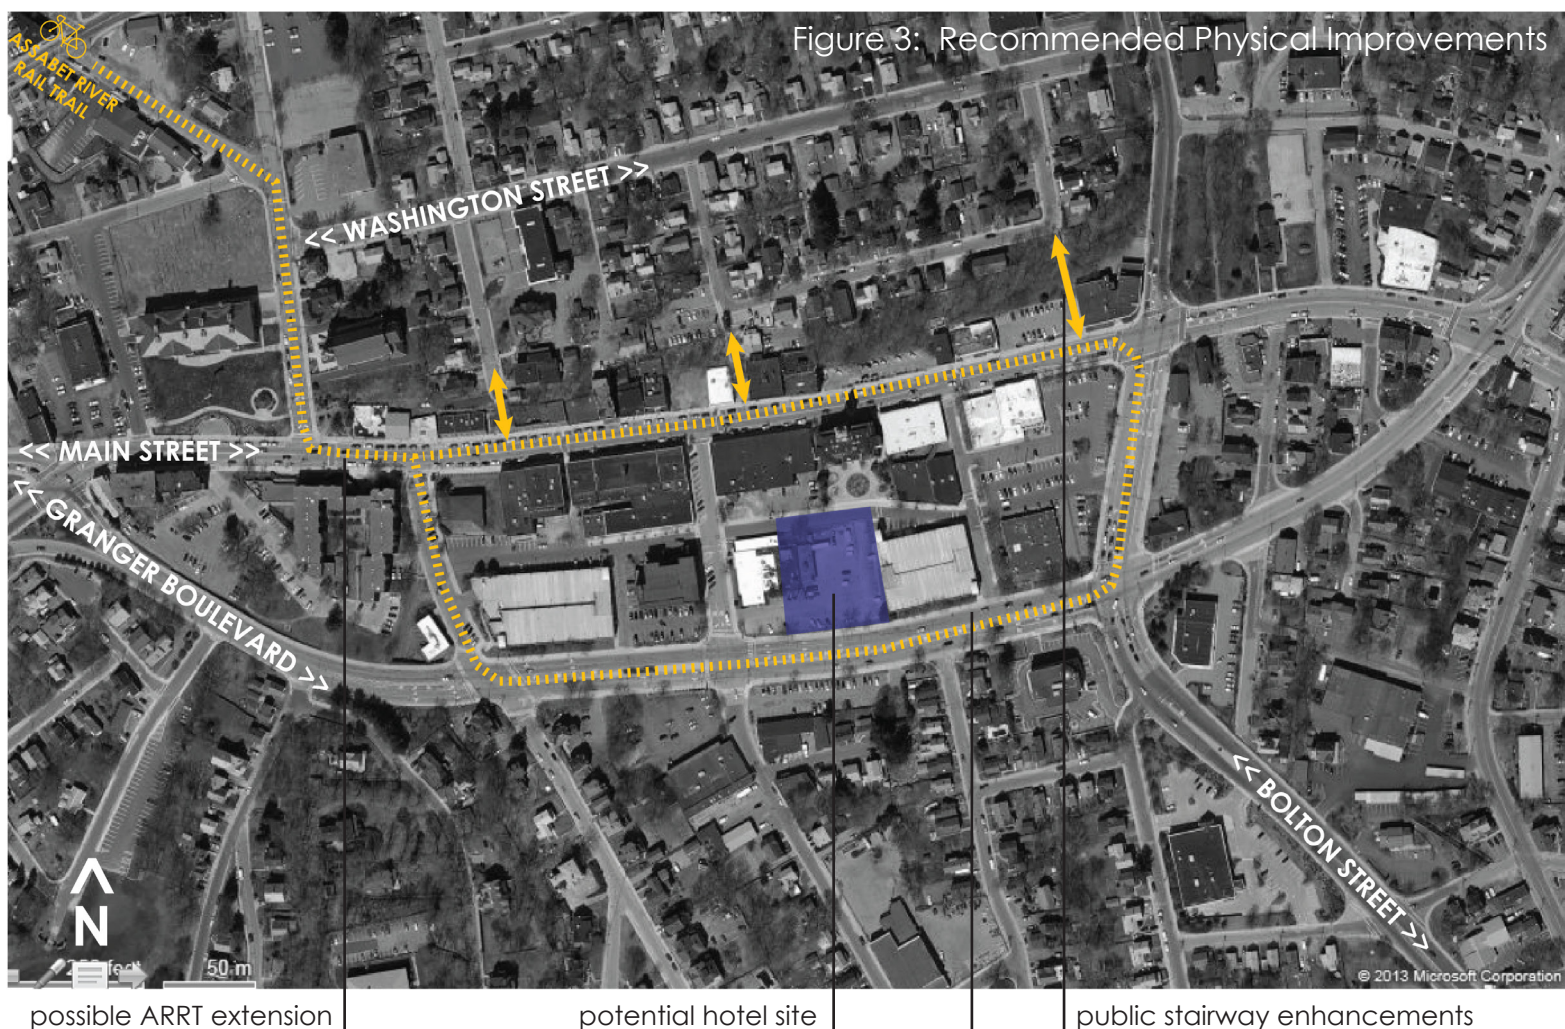 Figure 3: Recommended Physical Improvements
ASSABET RIVER
RAIL TRAIL
<< WASHINGTON STREET >>
<< MAIN STREET >>
<< GRANGER BOULEVARD >>
<< BOLTON STREET >>
N
50 m
© 2013 Microsoft Corporation
possible ARRT extension
potential hotel site
public stairway enhancements